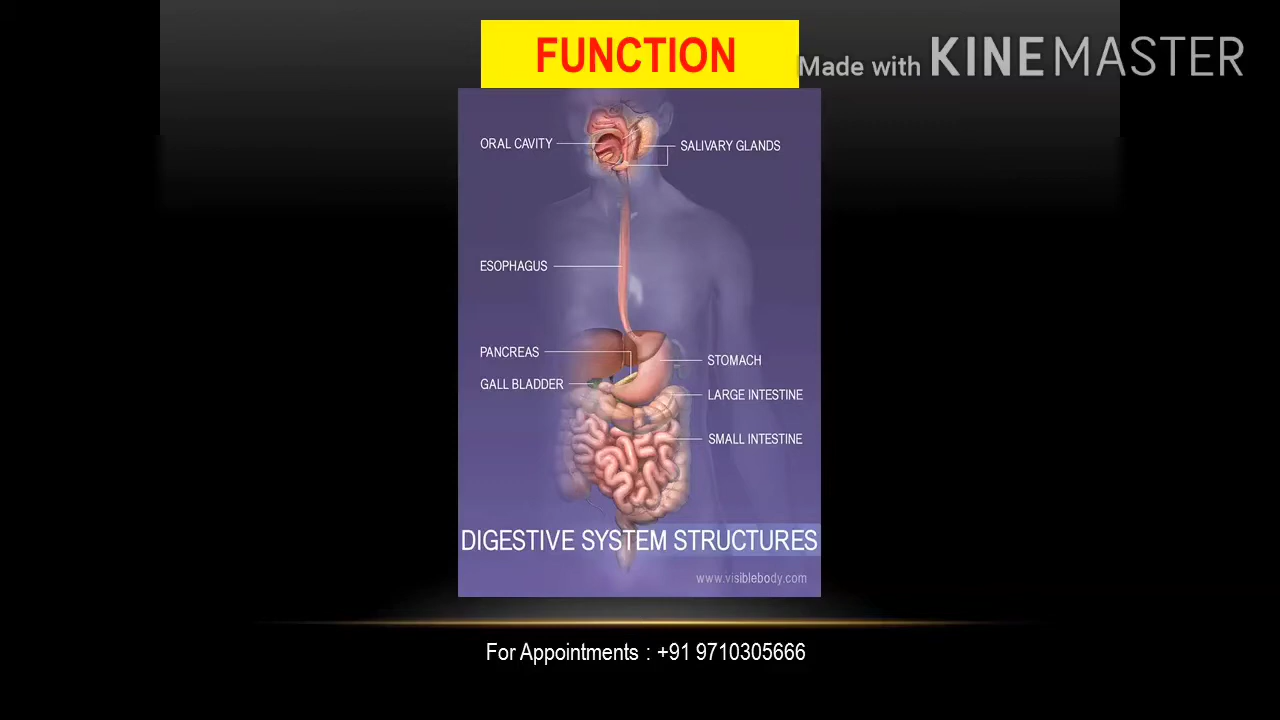 FUNCTION
Made with KINEMASTER
ORAL CAVITY
SALIVARY GLANDS
ESOPHAGUS
PANCREAS
STOMACH
GALL BLADDER
LARGE INTESTINE
SMALL INTESTINE
DIGESTIVE SYSTEM STRUCTURES
www.visiblebody.com
For Appointments : +91 9710305666